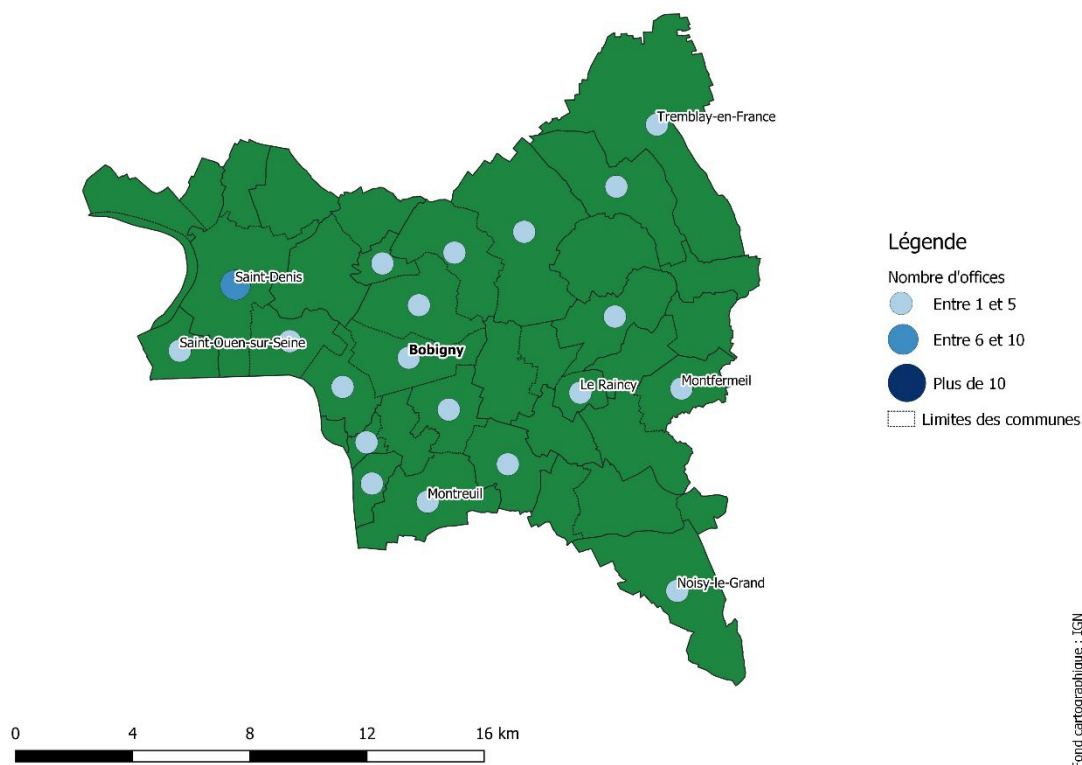 Tremblay-en-France
Saint-Denis
Saint-Ouen-sur-Seine
Bobigny
Le Raincy
Montfermeil
Montreuil
Noisy-le-Grand
Légende
Nombre d'offices
Entre 1 et 5
Entre 6 et 10
Plus de 10
Limites des communes
0 4 8 12 16 km
Fond cartographique : IGN